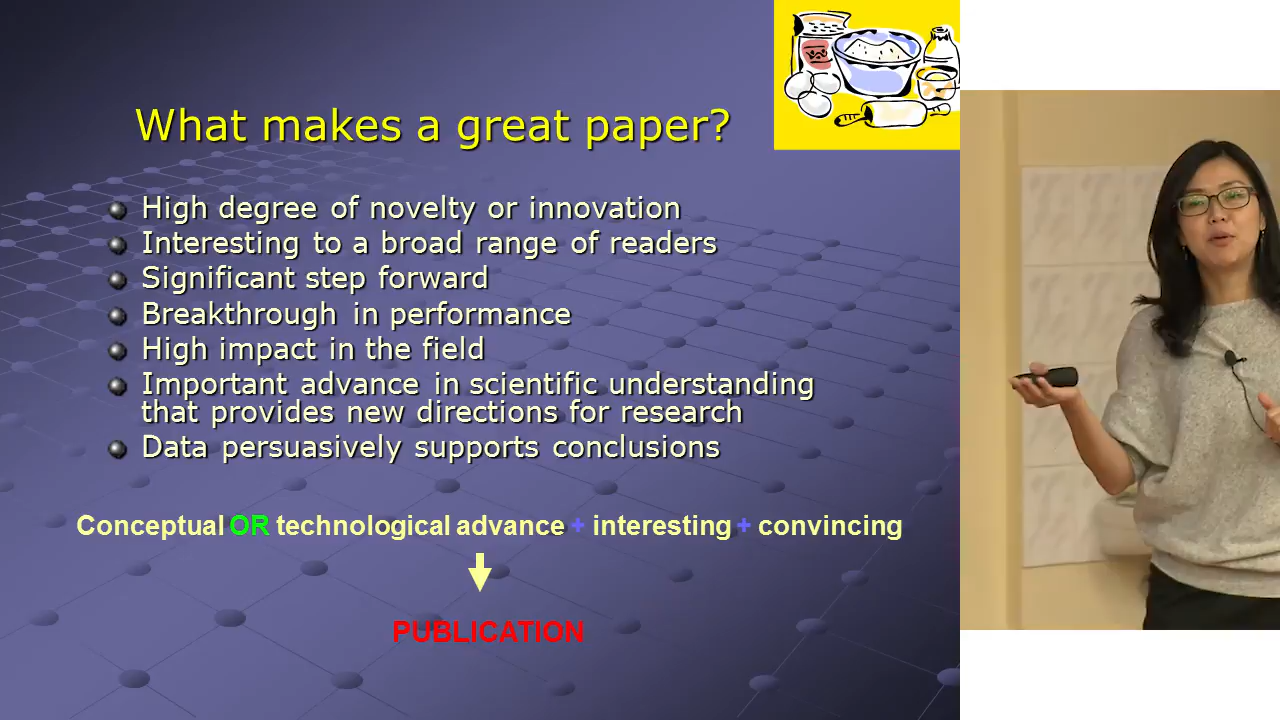 What makes a great paper?
High degree of novelty or innovation
Interesting to a broad range of readers
Significant step forward
Breakthrough in performance
High impact in the field
Important advance in scientific understanding
that provides new directions for research
Data persuasively supports conclusions
Conceptual OR technological advance + interesting + convincing
PUBLICATION